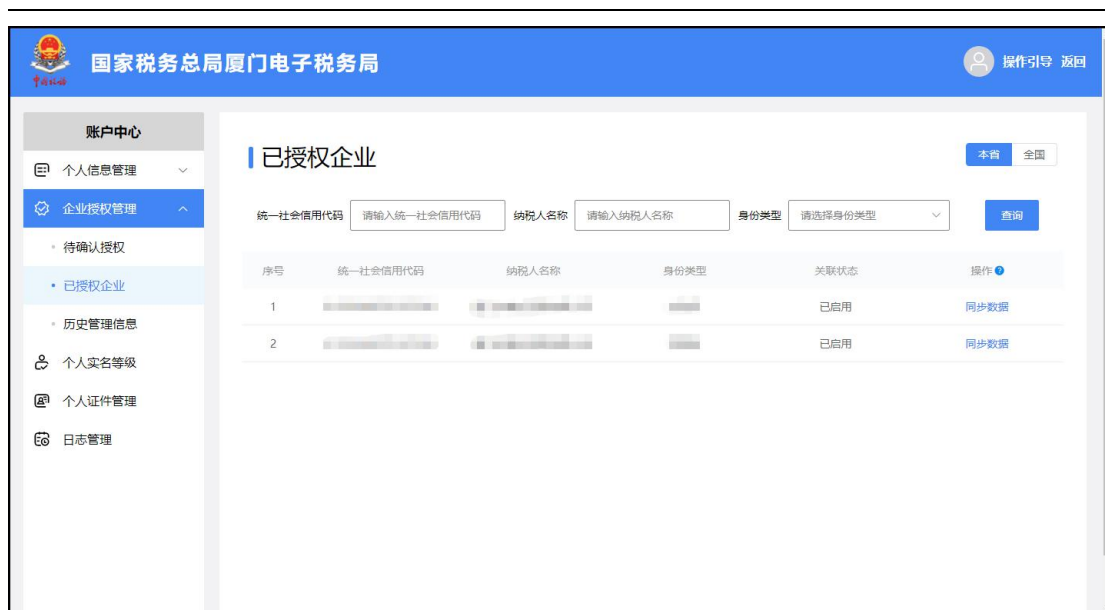 国家税务总局厦门电子税务局
中国税务
操作引导 返回
账户中心
个人信息管理
企业授权管理
待确认授权
已授权企业
历史管理信息
个人实名等级
个人证件管理
日志管理
已授权企业
本省 全国
统一社会信用代码 请输入统一社会信用代码 纳税人名称 请输入纳税人名称 身份类型 请选择身份类型 查询
序号 统一社会信用代码 纳税人名称 身份类型 关联状态 操作 ?
1 已启用 同步数据
2 已启用 同步数据